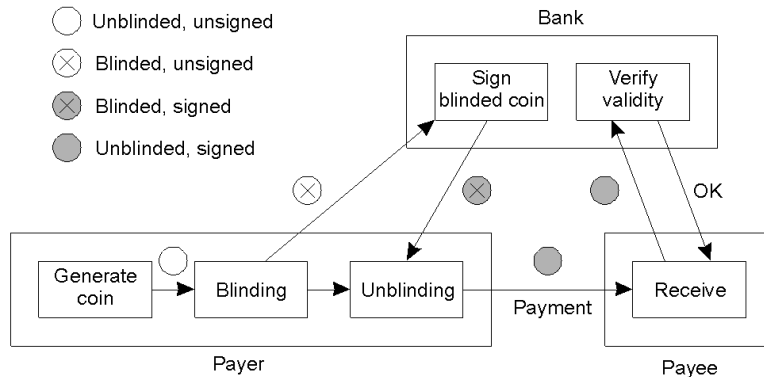 Unblinded, unsigned
Blinded, unsigned
Blinded, signed
Unblinded, signed
Bank
Sign
blinded coin
Verify
validity
OK
Generate
coin
Blinding
Unblinding
Payment
Receive
Payer
Payee